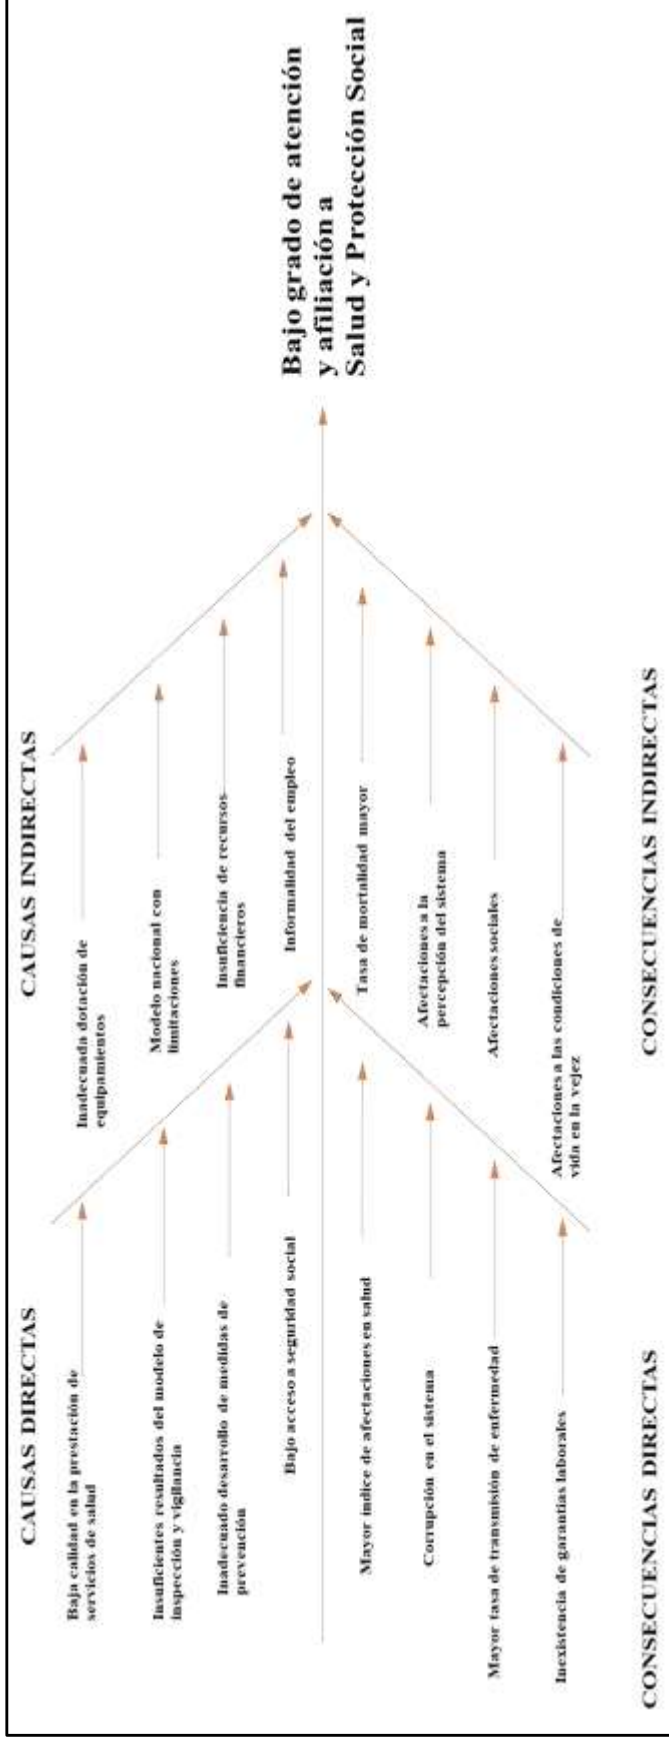 CAUSAS DIRECTAS
CAUSAS INDIRECTAS
Baja calidad en la prestación de
servicios de salud
Insuficientes resultados del modelo de
inspección y vigilancia
Inadecuado desarrollo de medidas de
prevención
Bajo acceso a seguridad social
Inadecuada dotación de
equipamientos
Modelo nacional con
limitaciones
Insuficiencia de recursos
financieros
Informalidad del empleo
Bajo grado de atención
y afiliación a
Salud y Protección Social
Mayor índice de afectaciones en salud
Corrupción en el sistema
Mayor tasa de transmisión de enfermedad
Inexistencia de garantías laborales
Tasa de mortalidad mayor
Afectaciones a la
percepción del sistema
Afectaciones sociales
Afectaciones a las condiciones de
vida en la vejez
CONSECUENCIAS DIRECTAS
CONSECUENCIAS INDIRECTAS